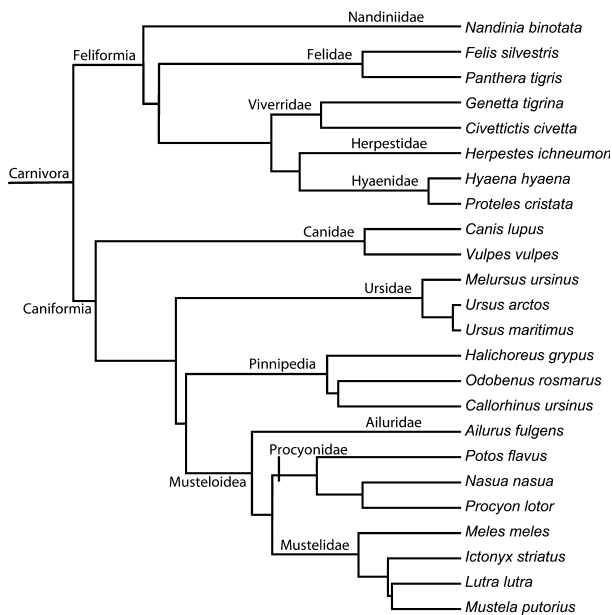 Nandiniidae
Nandinia binotata
Feliformia
Felidae
Felis silvestris
Panthera tigris
Viverridae
Genetta tigrina
Civettictis civetta
Herpestidae
Herpestes ichneumon
Carnivora
Hyaenidae
Hyaena hyaena
Proteles cristata
Canidae
Canis lupus
Vulpes vulpes
Caniformia
Ursidae
Melursus ursinus
Ursus arctos
Ursus maritimus
Pinnipedia
Halichoreus grypus
Odobenus rosmarus
Callorhinus ursinus
Ailuridae
Ailurus fulgens
Procyonidae
Potos flavus
Musteloidea
Nasua nasua
Procyon lotor
Mustelidae
Meles meles
Ictonyx striatus
Lutra lutra
Mustela putorius